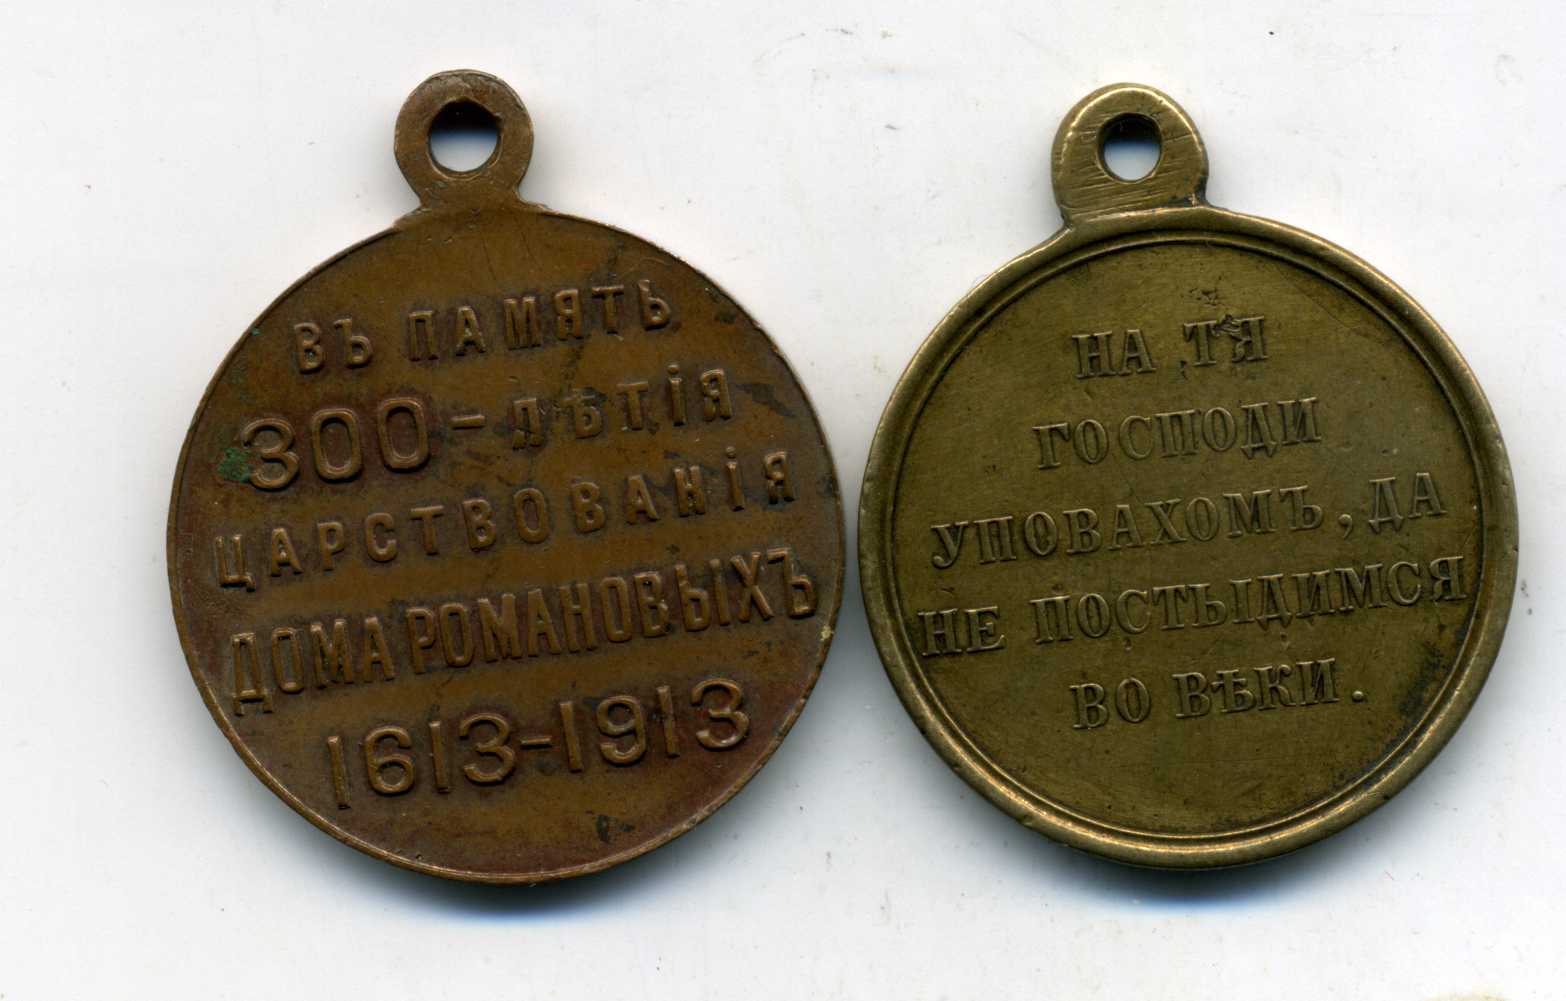 ВЪ ПАМЯТЬ
300-ЛѢТІЯ
ЦАРСТВОВАНІЯ
ДОМА РОМАНОВЫХЪ
1613-1913
НА ТЯ
ГОСПОДИ
УПОВАХОМЪ, ДА
НЕ ПОСТЫДИМСЯ
ВО ВѢКИ.